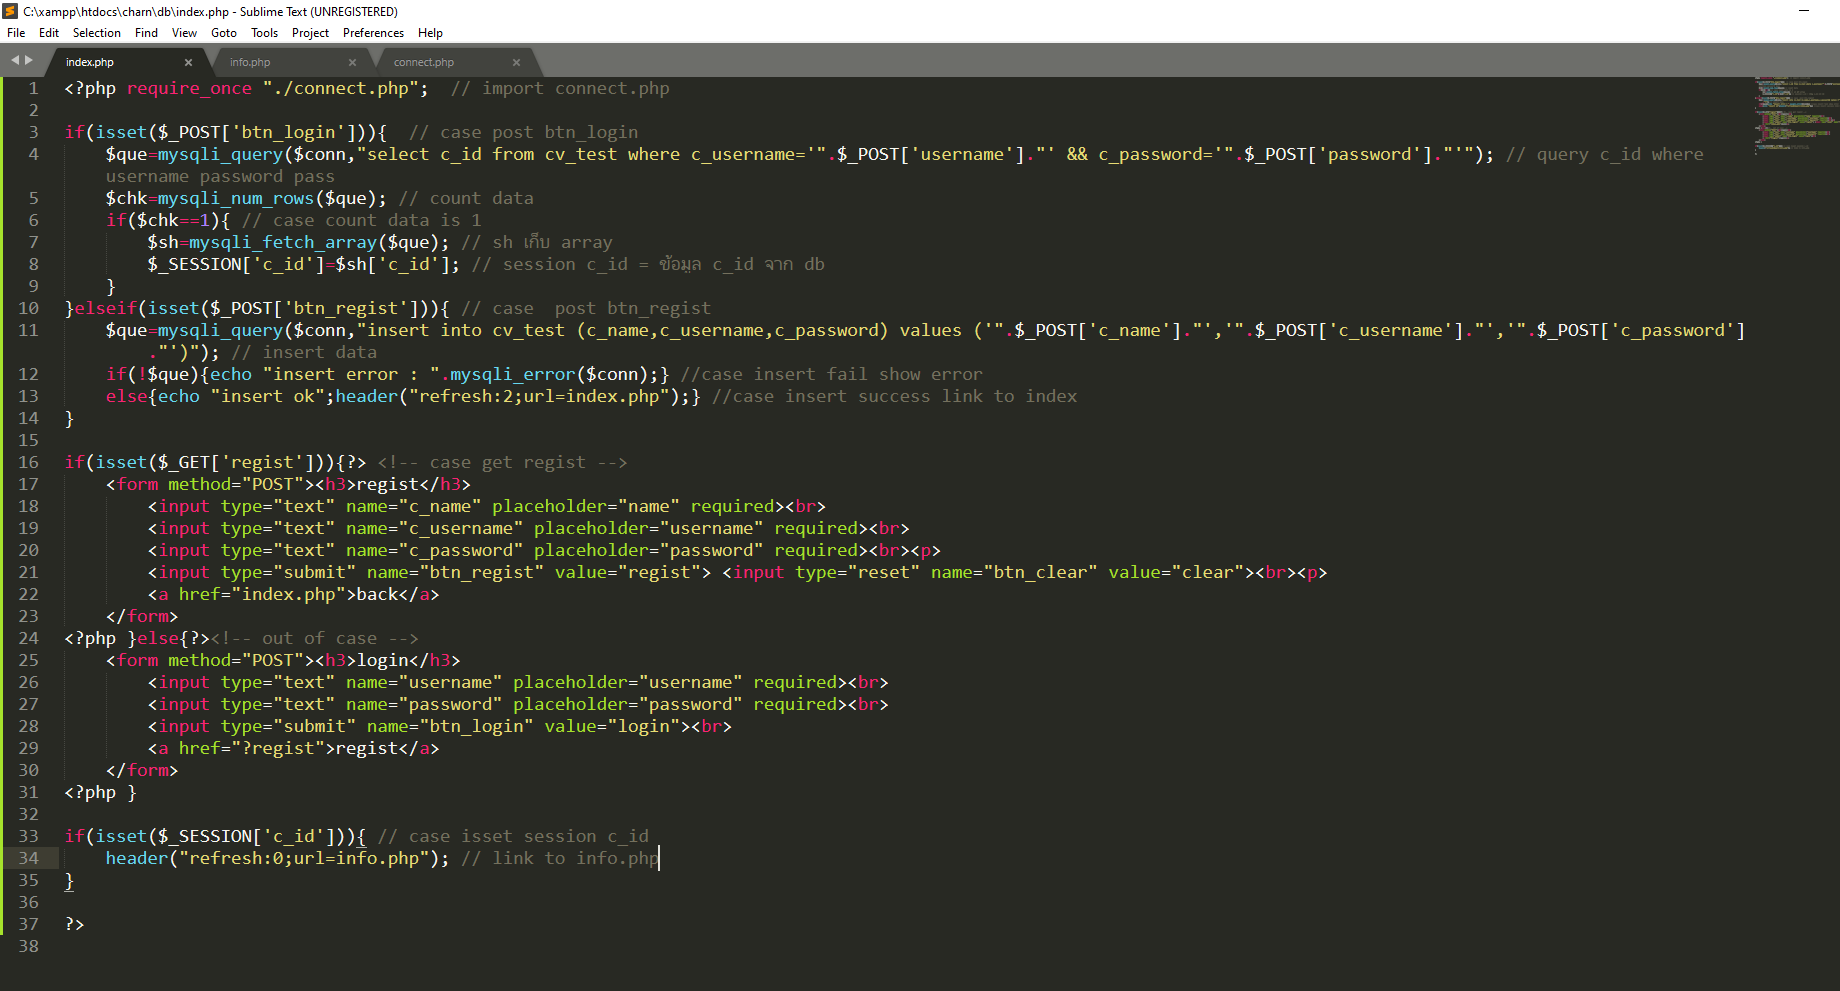 C:\xampp\htdocs\charn\db\index.php - Sublime Text (UNREGISTERED)
File Edit Selection Find View Goto Tools Project Preferences Help
index.php × info.php × connect.php ×
1 <?php require_once "./connect.php";  // import connect.php
2
3 if(isset($_POST['btn_login'])){  // case post btn_login
4     $que=mysqli_query($conn,"select c_id from cv_test where c_username='".$_POST['username']."' && c_password='".$_POST['password']."'"); // query c_id where
username password pass
5     $chk=mysqli_num_rows($que); // count data
6     if($chk==1){ // case count data is 1
7         $sh=mysqli_fetch_array($que); // sh เก็บ array
8         $_SESSION['c_id']=$sh['c_id']; // session c_id = ข้อมูล c_id จาก db
9     }
10 }elseif(isset($_POST['btn_regist'])){ // case  post btn_regist
11     $que=mysqli_query($conn,"insert into cv_test (c_name,c_username,c_password) values ('".$_POST['c_name']."','".$_POST['c_username']."','".$_POST['c_password']
."')"); // insert data
12     if(!$que){echo "insert error : ".mysqli_error($conn);} //case insert fail show error
13     else{echo "insert ok";header("refresh:2;url=index.php");} //case insert success link to index
14 }
15
16 if(isset($_GET['regist'])){?> <!-- case get regist -->
17     <form method="POST"><h3>regist</h3>
18         <input type="text" name="c_name" placeholder="name" required><br>
19         <input type="text" name="c_username" placeholder="username" required><br>
20         <input type="text" name="c_password" placeholder="password" required><br><p>
21         <input type="submit" name="btn_regist" value="regist"> <input type="reset" name="btn_clear" value="clear"><br><p>
22         <a href="index.php">back</a>
23     </form>
24 <?php }else{?><!-- out of case -->
25     <form method="POST"><h3>login</h3>
26         <input type="text" name="username" placeholder="username" required><br>
27         <input type="text" name="password" placeholder="password" required><br>
28         <input type="submit" name="btn_login" value="login"><br>
29         <a href="?regist">regist</a>
30     </form>
31 <?php }
32
33 if(isset($_SESSION['c_id'])){ // case isset session c_id
34     header("refresh:0;url=info.php"); // link to info.php
35 }
36
37 ?>
38